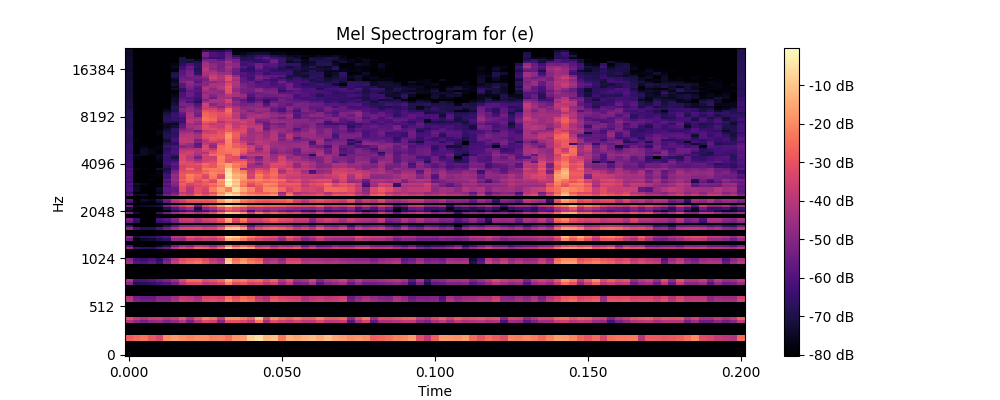 Mel Spectrogram for (e)
16384
8192
4096
2048
1024
512
0
Hz
0.000 0.050 0.100 0.150 0.200
Time
-10 dB
-20 dB
-30 dB
-40 dB
-50 dB
-60 dB
-70 dB
-80 dB